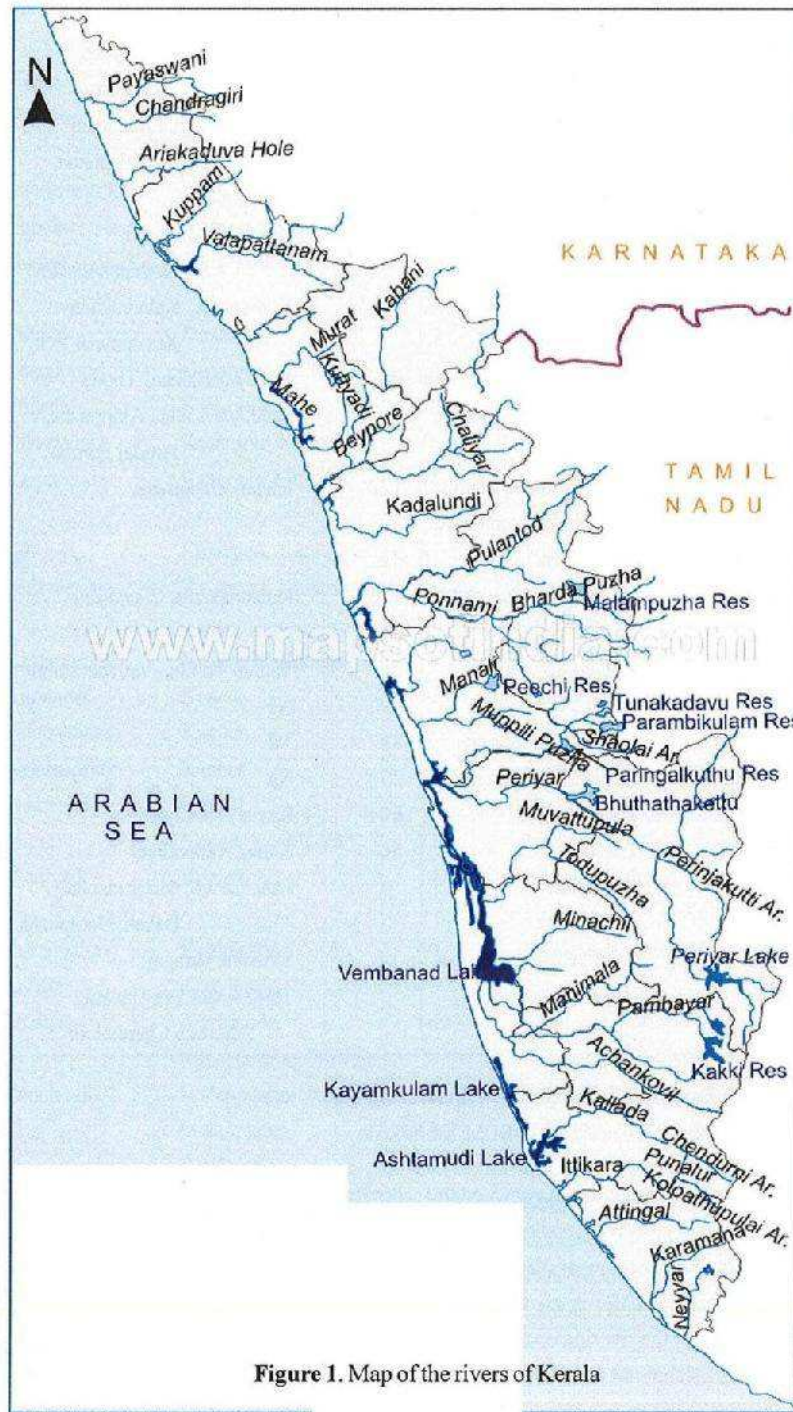 N
Payaswani
Chandragiri
Ariakaduva Hole
Kuppam
Valapattanam
KARNATAKA
Kabani
Murat
Kuttyadi
Mahe
Beypore
Chaliyar
TAMIL
NADU
Kadalundi
Pulantod
Ponnami
Bharda Puzha
Malampuzha Res
www.mapsofindia.com
Manali
Peechi Res
Tunakadavu Res
Parambikulam Res
Muppili Puzha
Shaolai Ar.
Periyar
Paringalkuthu Res
Bhuthathakettu
ARABIAN
SEA
Muvattupula
Todupuzha
Perinjakutti Ar.
Minachil
Periyar Lake
Vembanad Lake
Manimala
Pambayar
Achankovil
Kakki Res
Kayamkulam Lake
Kallada
Chendurni Ar.
Ashtamudi Lake
Ittikara
Punalur
Kolpathupulai Ar.
Attingal
Karamana
Neyyar
Figure 1. Map of the rivers of Kerala